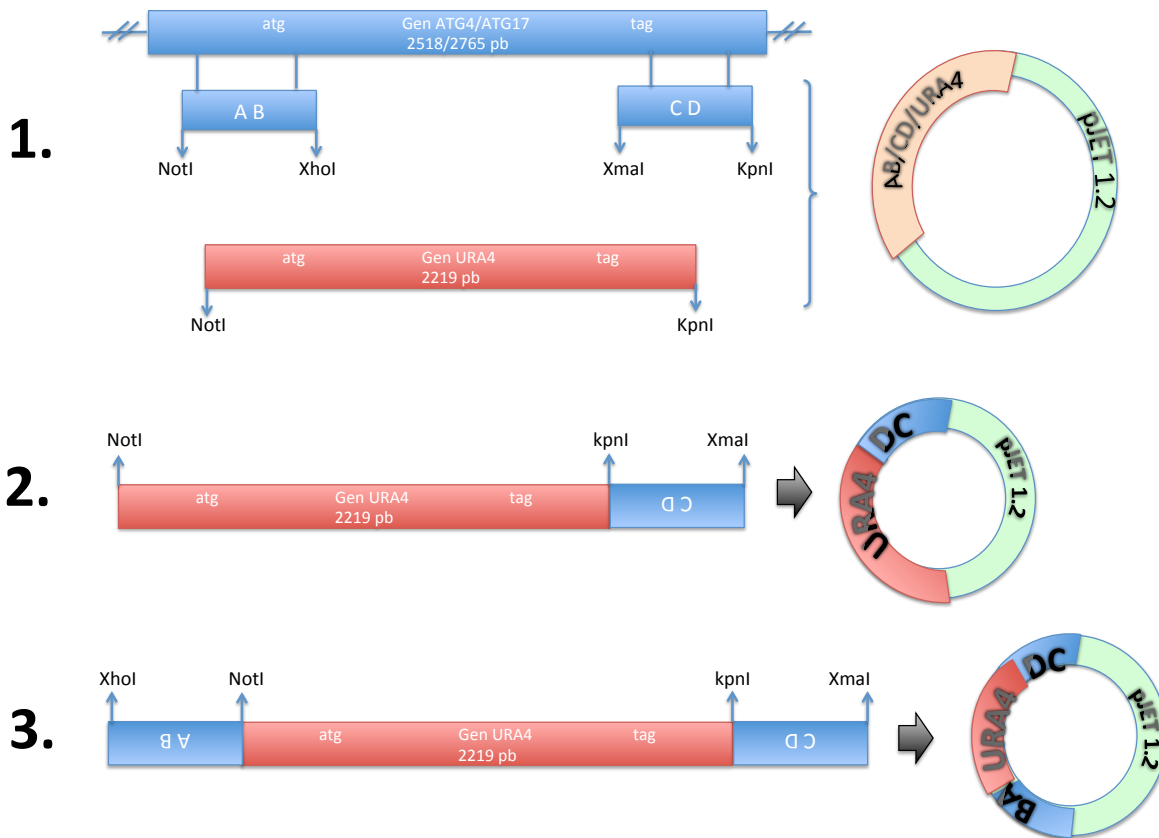 1.
atg Gen ATG4/ATG17 tag
2518/2765 pb
A B
C D
NotI XhoI XmaI KpnI
AB/CD/URA4
pJET 1.2
atg Gen URA4 tag
2219 pb
NotI KpnI
2.
NotI kpnI XmaI
atg Gen URA4 tag
2219 pb
C D
DC
URA4
pJET 1.2
3.
XhoI NotI kpnI XmaI
A B
atg Gen URA4 tag
2219 pb
C D
DC
URA4
BA
pJET 1.2